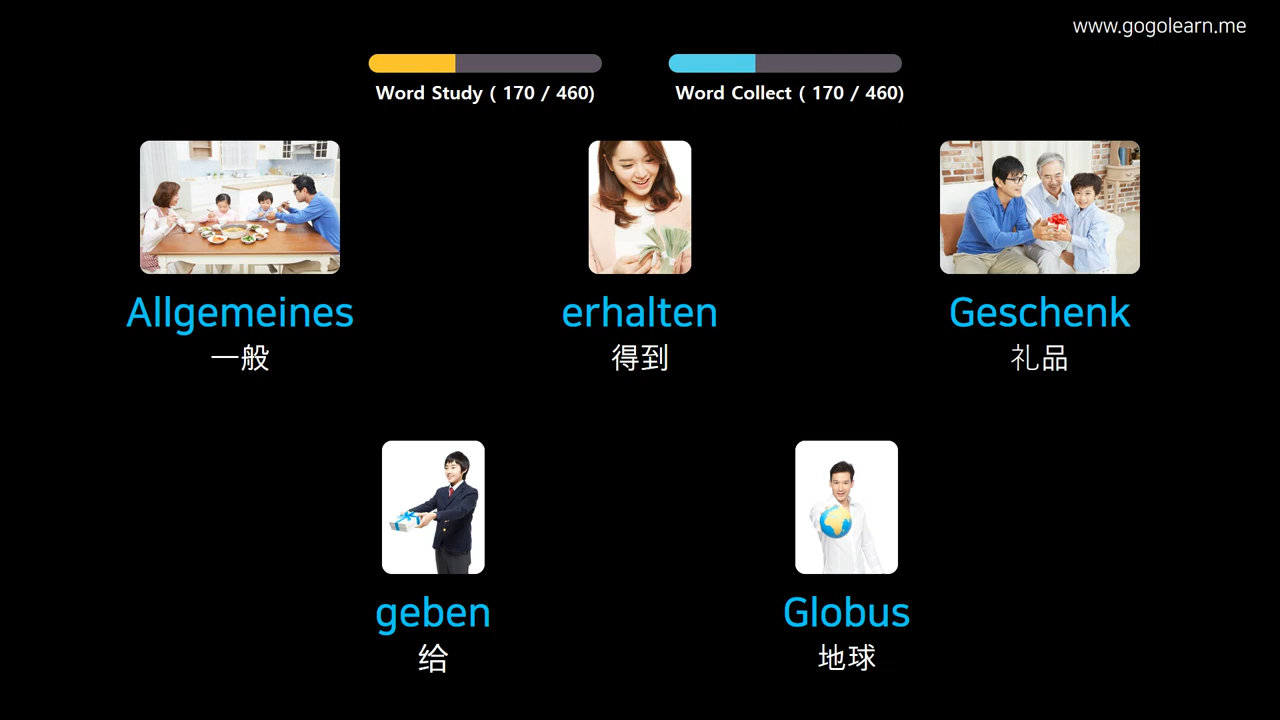 www.gogolearn.me
Word Study ( 170 / 460)
Word Collect ( 170 / 460)
Allgemeines
一般
erhalten
得到
Geschenk
礼品
geben
给
Globus
地球